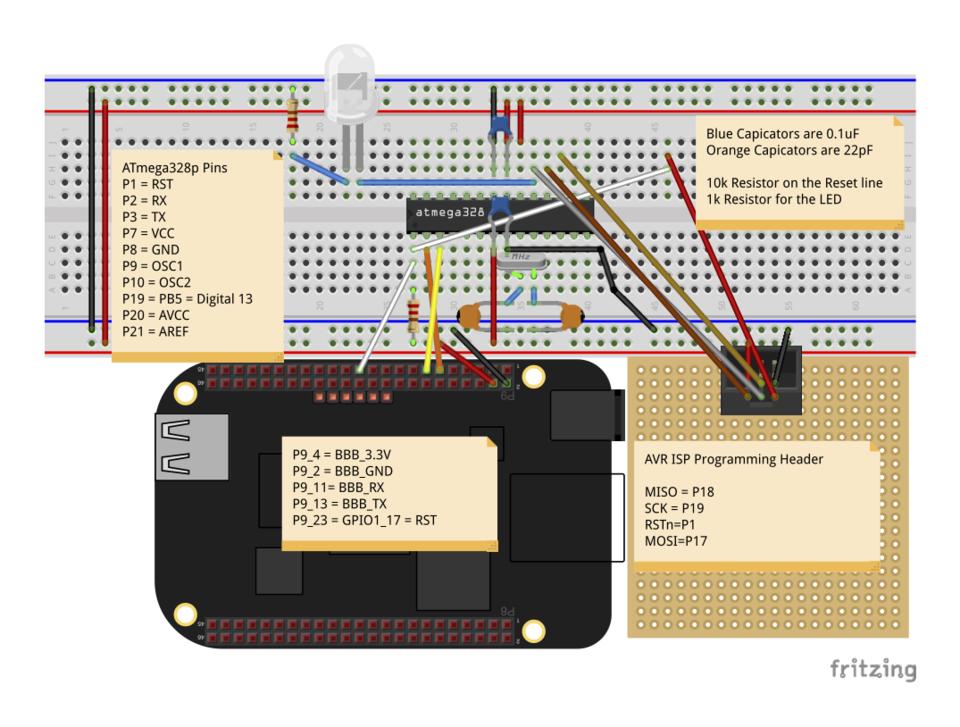 Blue Capicators are 0.1uF
Orange Capicators are 22pF
10k Resistor on the Reset line
1k Resistor for the LED
ATmega328p Pins
P1 = RST
P2 = RX
P3 = TX
P7 = VCC
P8 = GND
P9 = OSC1
P10 = OSC2
P19 = PB5 = Digital 13
P20 = AVCC
P21 = AREF
atmega328
MHz
P9
P9_4 = BBB_3.3V
P9_2 = BBB_GND
P9_11= BBB_RX
P9_13 = BBB_TX
P9_23 = GPIO1_17 = RST
AVR ISP Programming Header
MISO = P18
SCK = P19
RSTn=P1
MOSI=P17
P8
fritzing